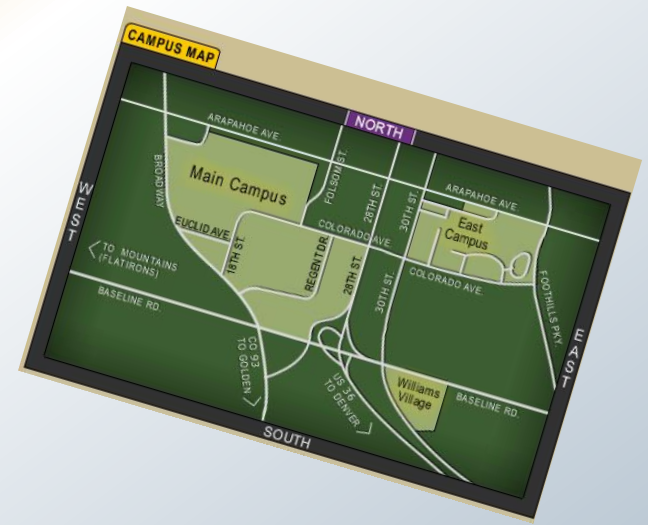 CAMPUS MAP
NORTH
ARAPAHOE AVE.
ARAPAHOE AVE.
Main Campus
BROADWAY
FOLSOM ST.
28TH ST.
30TH ST.
East
Campus
WEST
EUCLID AVE.
18TH ST.
COLORADO AVE.
COLORADO AVE.
REGENT DR.
28TH ST.
30TH ST.
FOOTHILLS PKY.
TO MOUNTAINS
(FLATIRONS)
BASELINE RD.
EAST
CO 93
TO GOLDEN
US 36
TO DENVER
Williams
Village
BASELINE RD.
SOUTH